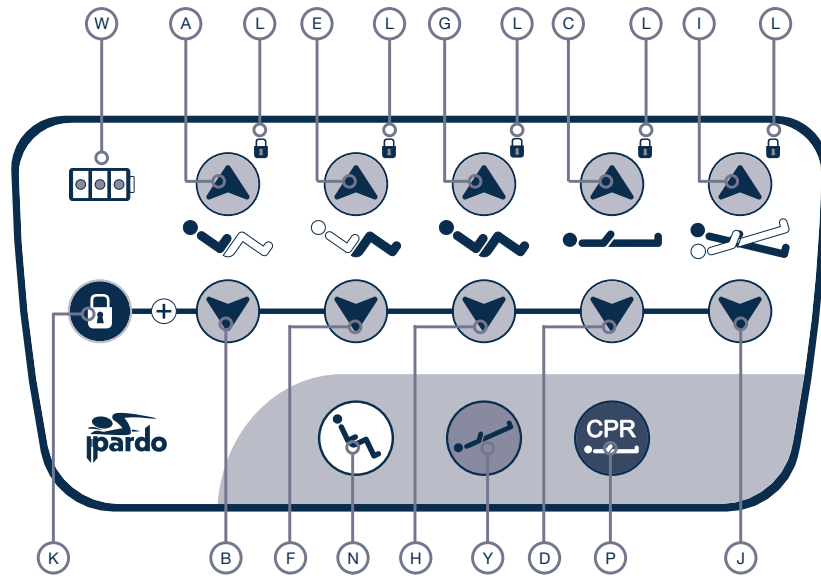 W A L E L G L C L I L
+
CPR
pardo
K B F N H Y D P J